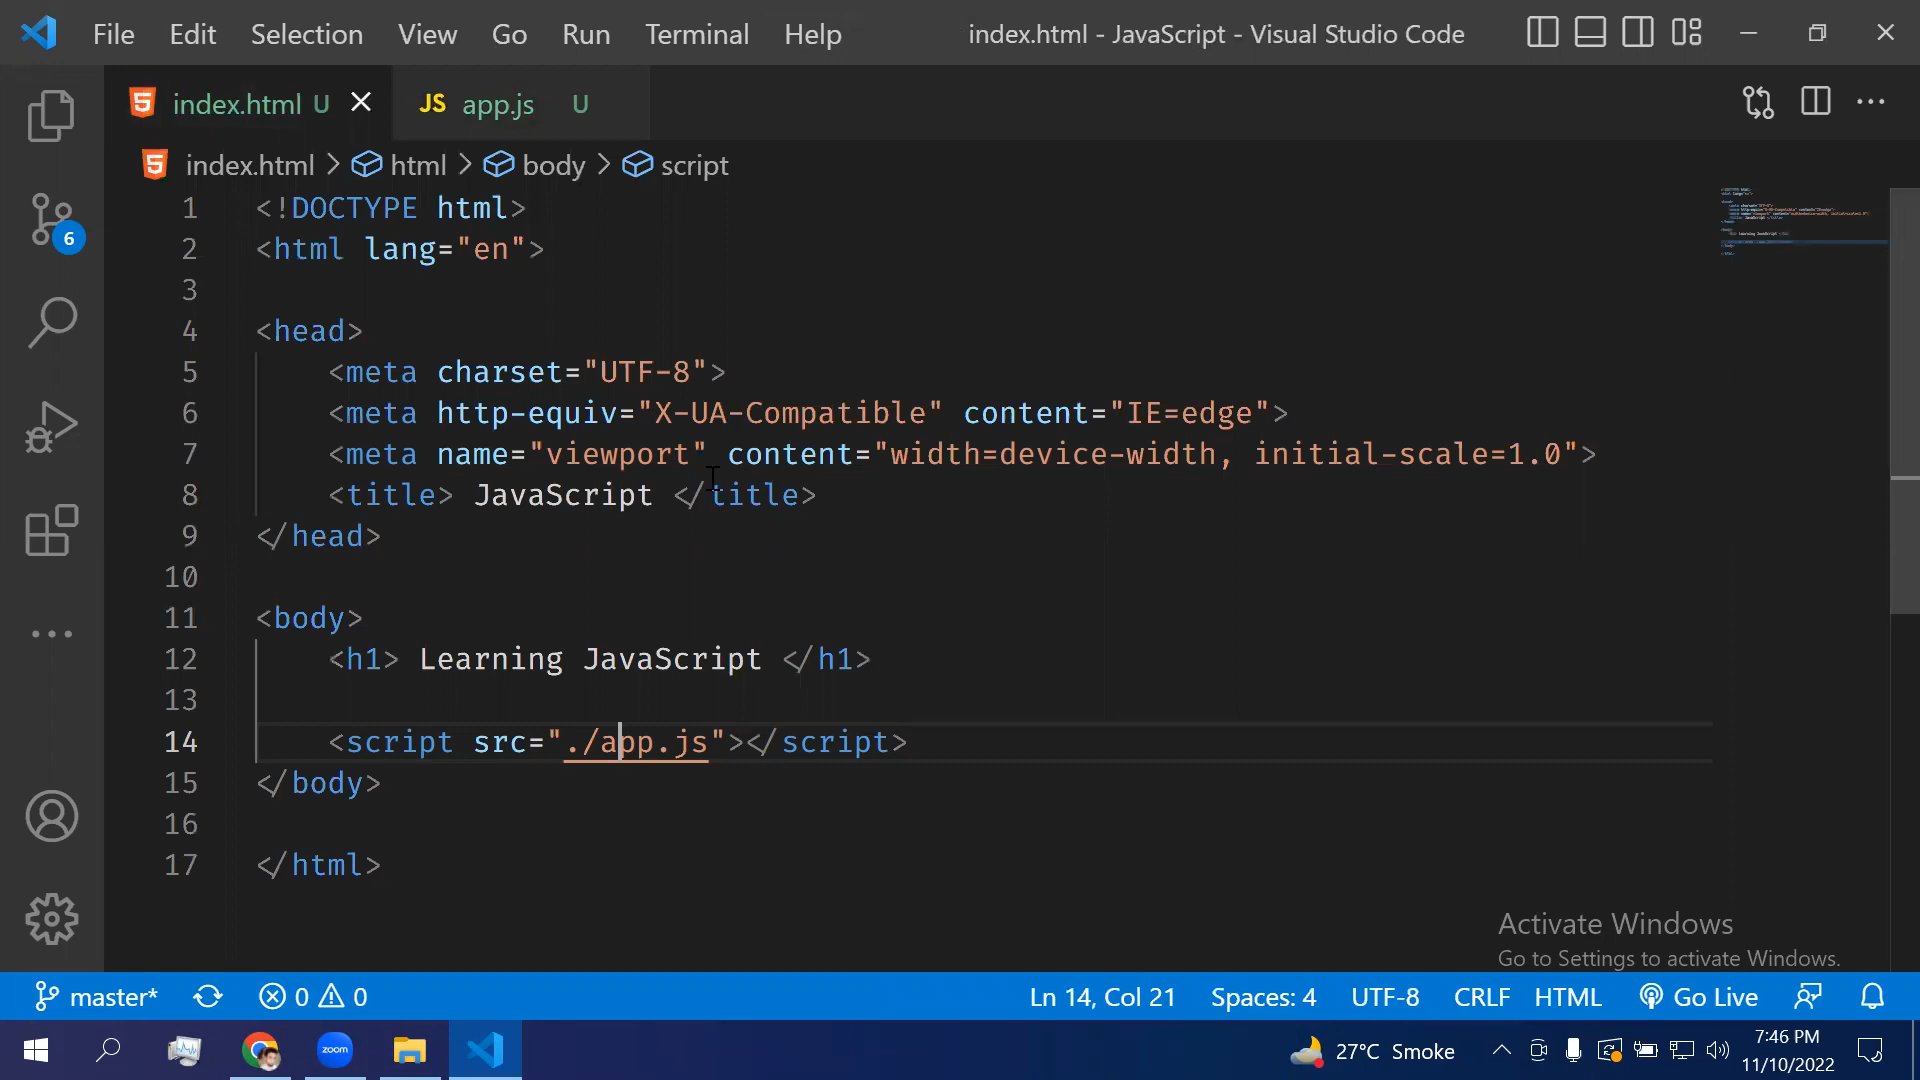 File Edit Selection View Go Run Terminal Help index.html - JavaScript - Visual Studio Code
index.html U JS app.js U
index.html > html > body > script
6
1 <!DOCTYPE html>
2 <html lang="en">
3
4 <head>
5 <meta charset="UTF-8">
6 <meta http-equiv="X-UA-Compatible" content="IE=edge">
7 <meta name="viewport" content="width=device-width, initial-scale=1.0">
8 <title> JavaScript </title>
9 </head>
10
11 <body>
12 <h1> Learning JavaScript </h1>
13
14 <script src="./app.js"></script>
15 </body>
16
17 </html>
Activate Windows
Go to Settings to activate Windows.
master* 0 0 Ln 14, Col 21 Spaces: 4 UTF-8 CRLF HTML Go Live
zoom 27°C Smoke 7:46 PM
11/10/2022